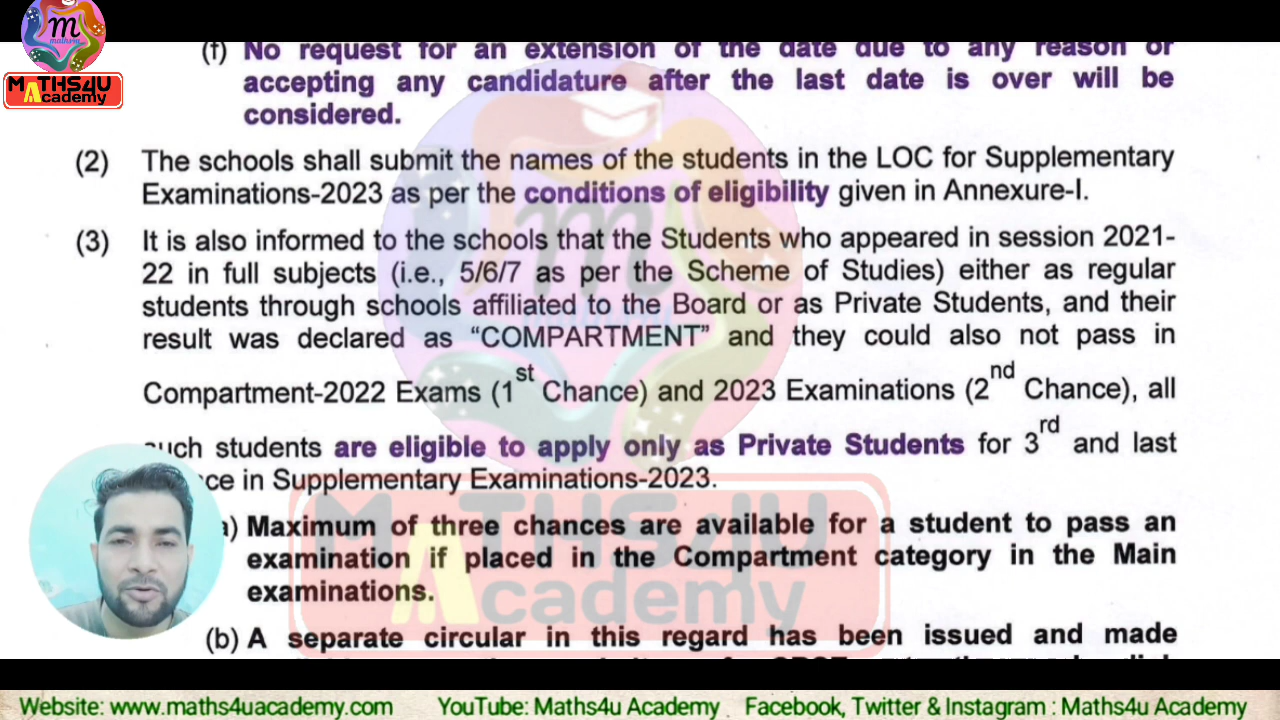 m
maths4u
MATHS4U
Academy
(f) No request for an extension of the date due to any reason or
accepting any candidature after the last date is over will be
considered.
(2) The schools shall submit the names of the students in the LOC for Supplementary
Examinations-2023 as per the conditions of eligibility given in Annexure-I.
(3) It is also informed to the schools that the Students who appeared in session 2021-
22 in full subjects (i.e., 5/6/7 as per the Scheme of Studies) either as regular
students through schools affiliated to the Board or as Private Students, and their
result was declared as “COMPARTMENT” and they could also not pass in
Compartment-2022 Exams (1st Chance) and 2023 Examinations (2nd Chance), all
such students are eligible to apply only as Private Students for 3rd and last
ce in Supplementary Examinations-2023.
a) Maximum of three chances are available for a student to pass an
examination if placed in the Compartment category in the Main
examinations.
(b) A separate circular in this regard has been issued and made
m
MATHS4U
Academy
Website: www.maths4uacademy.com YouTube: Maths4u Academy . Facebook, Twitter & Instagram : Maths4u Academy